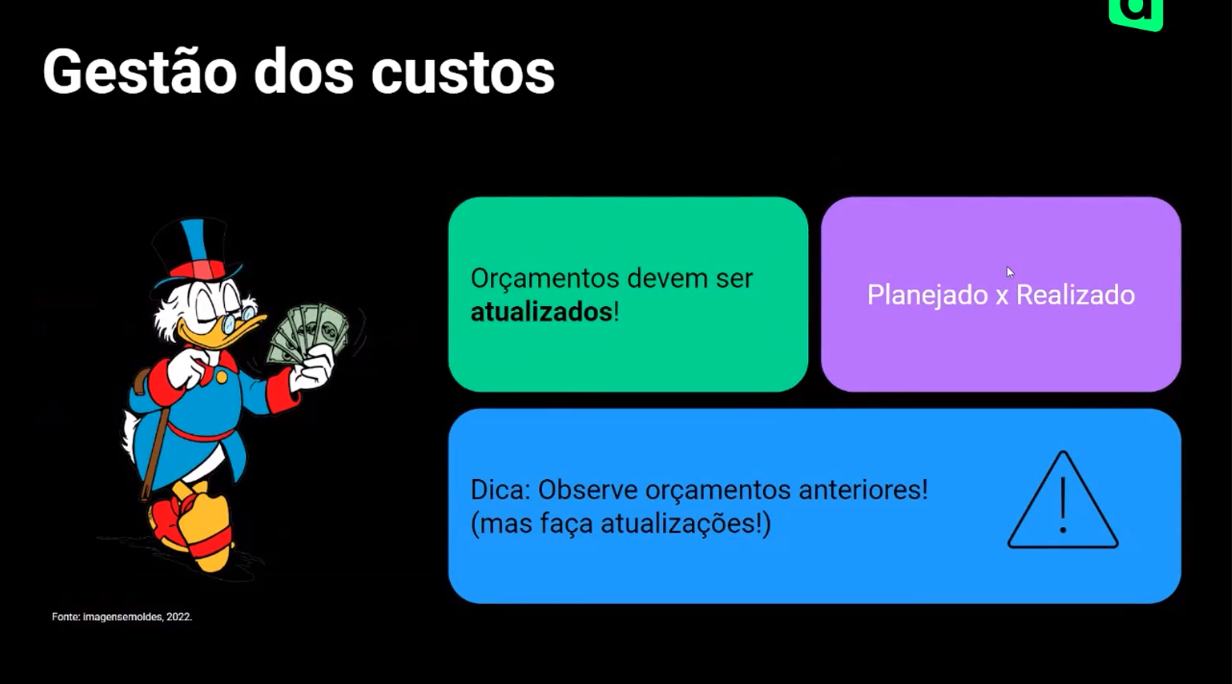 Gestão dos custos
Orçamentos devem ser
atualizados!
Planejado x Realizado
Dica: Observe orçamentos anteriores!
(mas faça atualizações!)
Fonte: imagensemoldes, 2022.